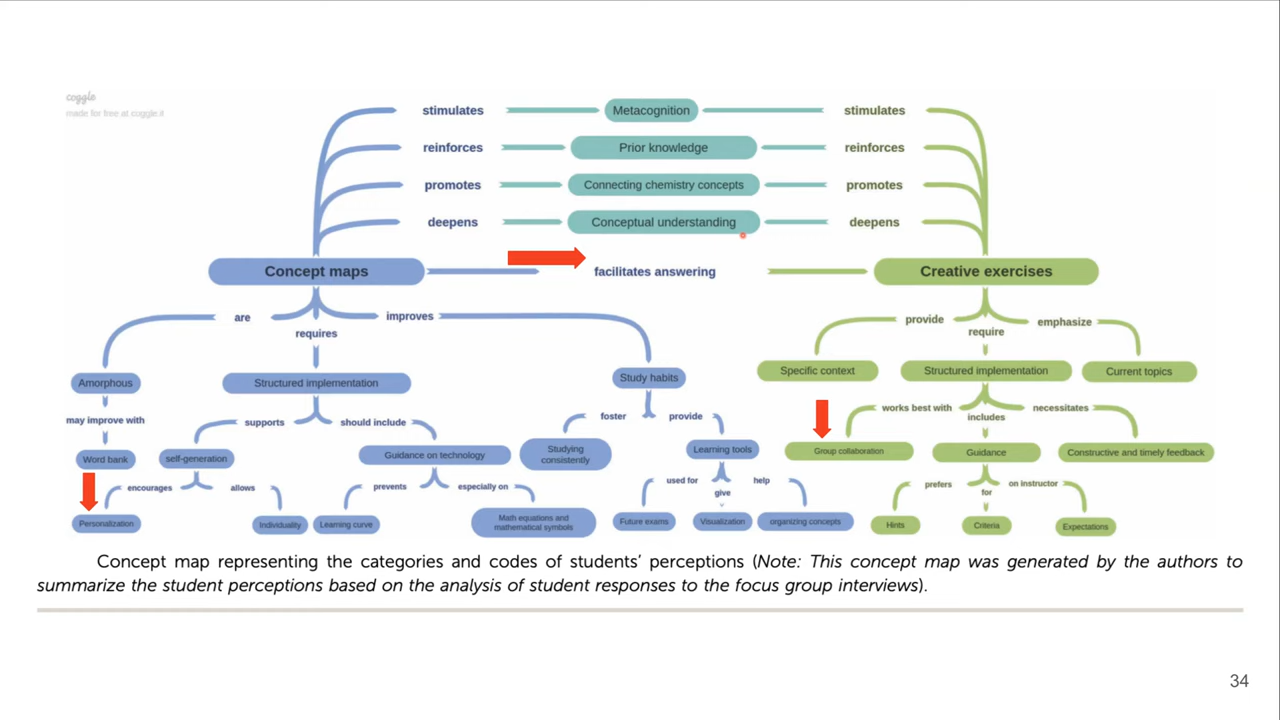 coggle
made for free at coggle.it
stimulates Metacognition stimulates
reinforces Prior knowledge reinforces
promotes Connecting chemistry concepts promotes
deepens Conceptual understanding deepens
Concept maps facilitates answering Creative exercises
are requires improves provide require emphasize
Amorphous Structured implementation Study habits Specific context Structured implementation Current topics
may improve with supports should include foster provide works best with includes necessitates
Word bank self-generation Guidance on technology Studying
consistently Learning tools Group collaboration Guidance Constructive and timely feedback
encourages allows prevents especially on used for give help prefers for on instructor
Personalization Individuality Learning curve Math equations and
mathematical symbols Future exams Visualization organizing concepts Hints Criteria Expectations
Concept map representing the categories and codes of students’ perceptions (Note: This concept map was generated by the authors to
summarize the student perceptions based on the analysis of student responses to the focus group interviews).
34